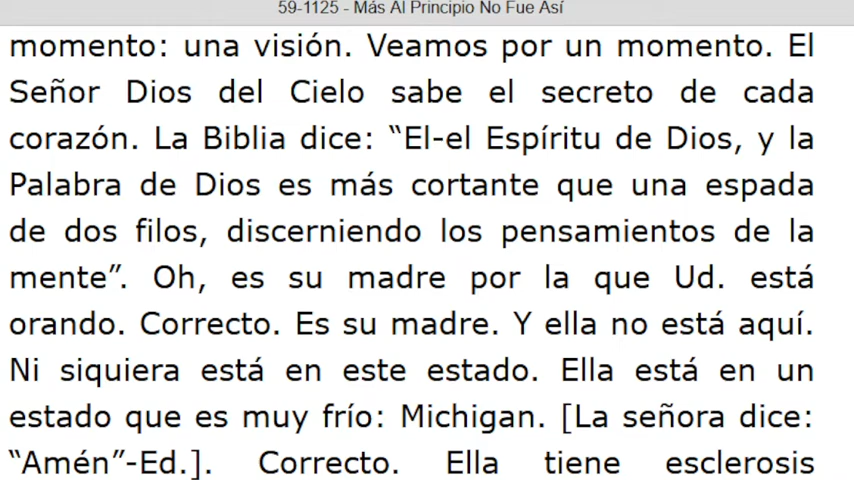 59-1125 - Más Al Principio No Fue Así
momento: una visión. Veamos por un momento. El
Señor Dios del Cielo sabe el secreto de cada
corazón. La Biblia dice: “El-el Espíritu de Dios, y la
Palabra de Dios es más cortante que una espada
de dos filos, discerniendo los pensamientos de la
mente”. Oh, es su madre por la que Ud. está
orando. Correcto. Es su madre. Y ella no está aquí.
Ni siquiera está en este estado. Ella está en un
estado que es muy frío: Michigan. [La señora dice:
“Amén”-Ed.]. Correcto. Ella tiene esclerosis